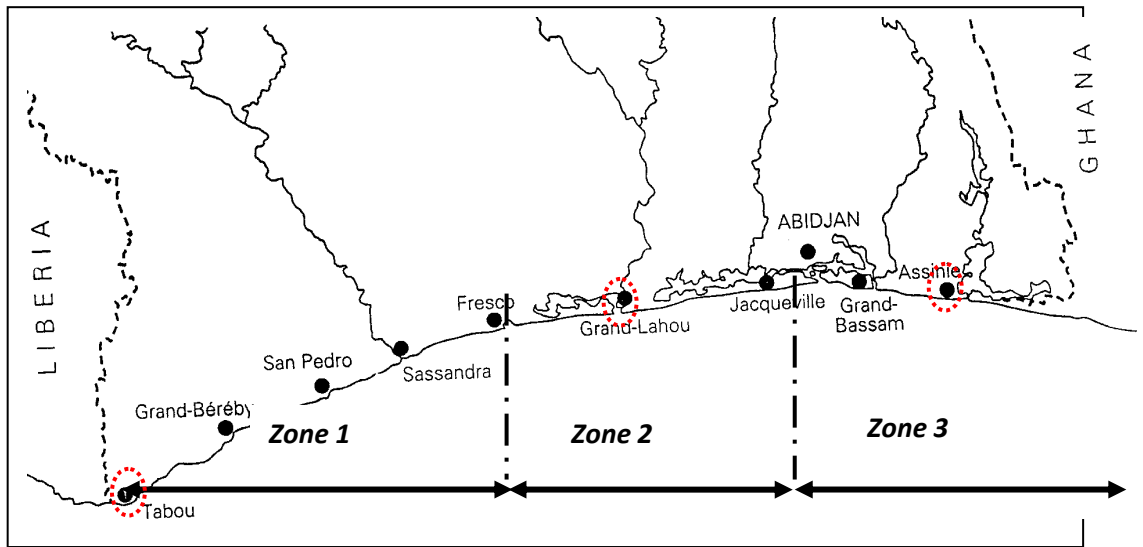 LIBERIA
GHANA
ABIDJAN
Assinie
Fresco
Grand-Lahou
Jacqueville
Grand-
Bassam
San Pedro
Sassandra
Grand-Béréby
Zone 1
Zone 2
Zone 3
Tabou